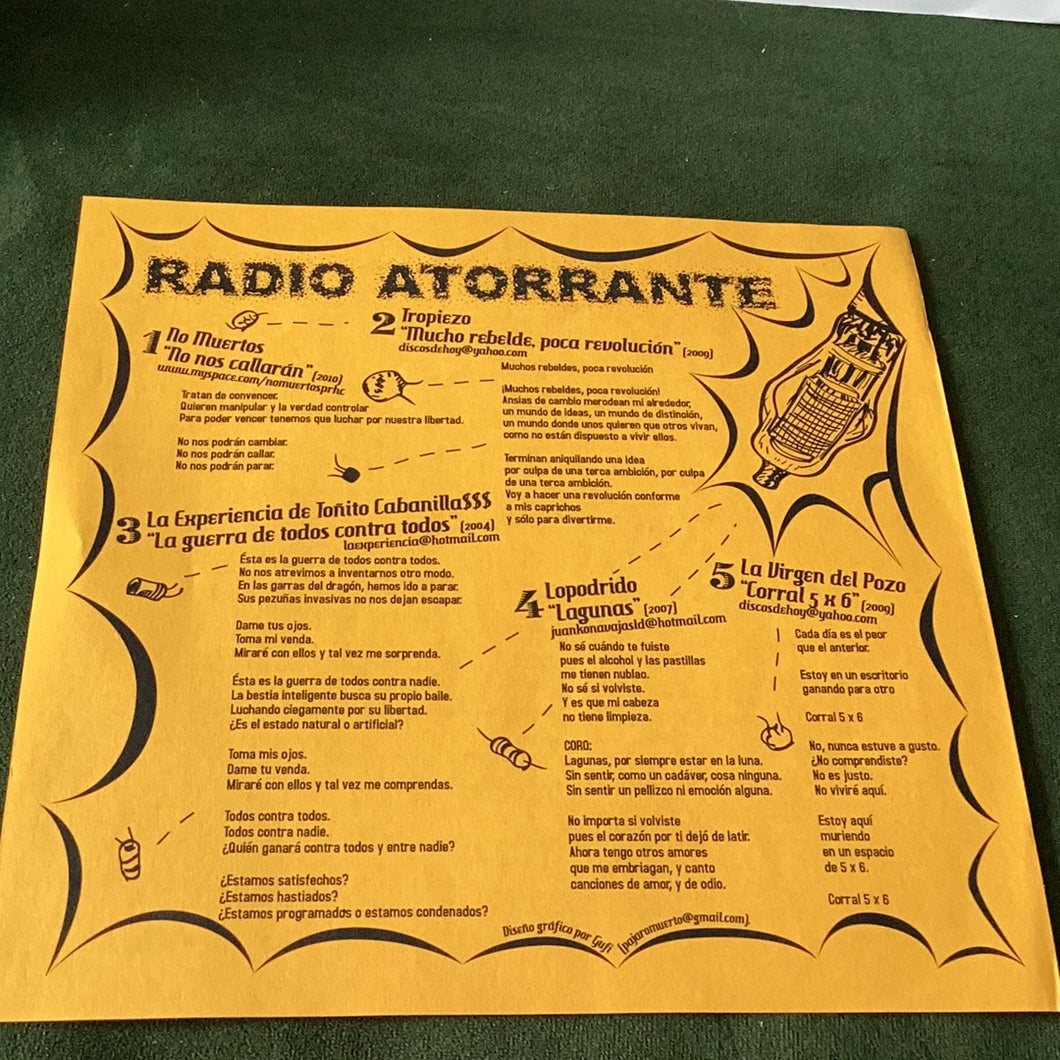 RADIO ATORRANTE
1 No Muertos
"No nos callarán" (2010)
www.myspace.com/nomuertosprhc
Tratan de convencer.
Quieren manipular y la verdad controlar
Para poder vencer tenemos que luchar por nuestra libertad.
No nos podrán cambiar.
No nos podrán callar.
No nos podrán parar.
2 Tropiezo
"Mucho rebelde, poca revolución" (2009)
discosdehoy@yahoo.com
Muchos rebeldes, poca revolución
¡Muchos rebeldes, poca revolución!
Ansias de cambio merodean mi alrededor,
un mundo de ideas, un mundo de distinción,
un mundo donde unos quieren que otros vivan,
como no están dispuesto a vivir ellos.
Terminan aniquilando una idea
por culpa de una terca ambición, por culpa
de una terca ambición.
Voy a hacer una revolución conforme
a mis caprichos
y sólo para divertirme.
3 La Experiencia de Toñito Cabanilla$$$
"La guerra de todos contra todos" (2004)
laexperiencia@hotmail.com
Ésta es la guerra de todos contra todos.
No nos atrevimos a inventarnos otro modo.
En las garras del dragón, hemos ido a parar.
Sus pezuñas invasivas no nos dejan escapar.
Dame tus ojos.
Toma mi venda.
Miraré con ellos y tal vez me sorprenda.
Ésta es la guerra de todos contra nadie.
La bestia inteligente busca su propio baile.
Luchando ciegamente por su libertad.
¿Es el estado natural o artificial?
Toma mis ojos.
Dame tu venda.
Miraré con ellos y tal vez me comprendas.
Todos contra todos.
Todos contra nadie.
¿Quién ganará contra todos y entre nadie?
¿Estamos satisfechos?
¿Estamos hastiados?
¿Estamos programados o estamos condenados?
4 Lopodrido
"Lagunas" (2007)
juankonavajasld@hotmail.com
No sé cuándo te fuiste
pues el alcohol y las pastillas
me tienen nublao.
No sé si volviste.
Y es que mi cabeza
no tiene limpieza.
CORO:
Lagunas, por siempre estar en la luna.
Sin sentir, como un cadáver, cosa ninguna.
Sin sentir un pellizco ni emoción alguna.
No importa si volviste
pues el corazón por ti dejó de latir.
Ahora tengo otros amores
que me embriagan, y canto
canciones de amor, y de odio.
5 La Virgen del Pozo
"Corral 5 x 6" (2009)
discosdehoy@yahoo.com
Cada día es el peor
que el anterior.
Estoy en un escritorio
ganando para otro
Corral 5 x 6
No, nunca estuve a gusto.
¿No comprendiste?
No es justo.
No viviré aquí.
Estoy aquí
muriendo
en un espacio
de 5 x 6.
Corral 5 x 6
Diseño gráfico por Gufi (pajaromuerto@gmail.com).